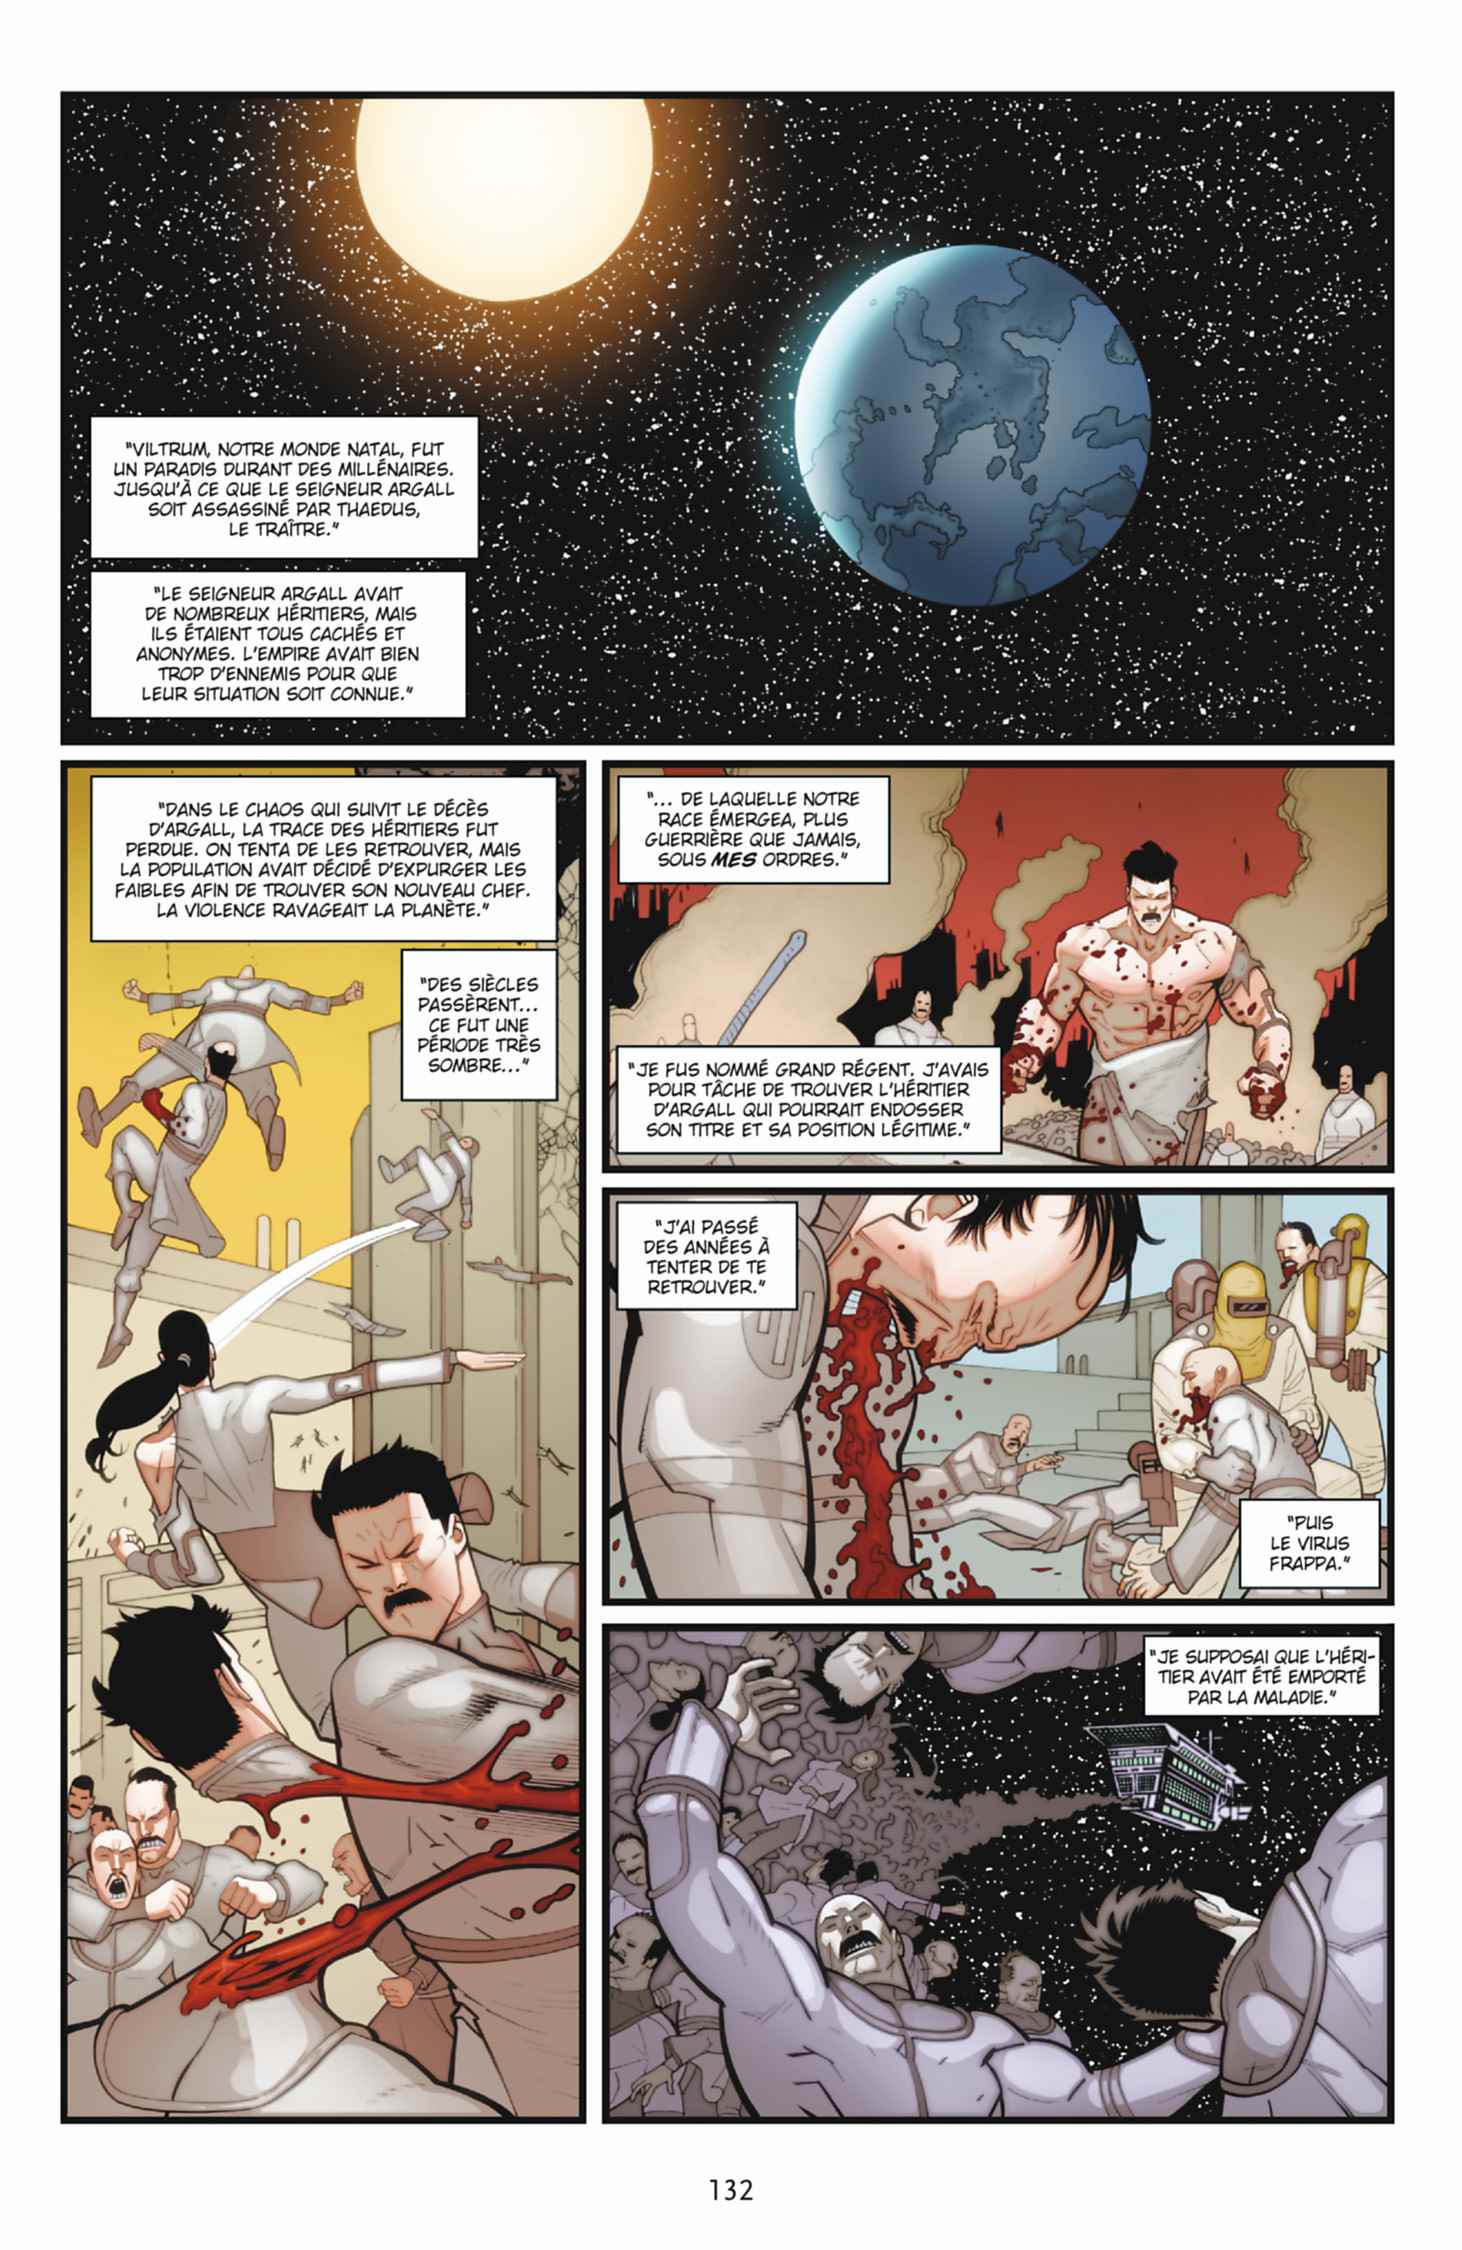 "VILTRUM, NOTRE MONDE NATAL, FUT
UN PARADIS DURANT DES MILLÉNAIRES.
JUSQU'À CE QUE LE SEIGNEUR ARGALL
SOIT ASSASSINÉ PAR THAEDUS,
LE TRAÎTRE."
"LE SEIGNEUR ARGALL AVAIT
DE NOMBREUX HÉRITIERS, MAIS
ILS ÉTAIENT TOUS CACHÉS ET
ANONYMES. L'EMPIRE AVAIT BIEN
TROP D'ENNEMIS POUR QUE
LEUR SITUATION SOIT CONNUE."
"DANS LE CHAOS QUI SUIVIT LE DÉCÈS
D'ARGALL, LA TRACE DES HÉRITIERS FUT
PERDUE. ON TENTA DE LES RETROUVER, MAIS
LA POPULATION AVAIT DÉCIDÉ D'EXPURGER LES
FAIBLES AFIN DE TROUVER SON NOUVEAU CHEF.
LA VIOLENCE RAVAGEAIT LA PLANÈTE."
"DES SIÈCLES
PASSÈRENT...
CE FUT UNE
PÉRIODE TRÈS
SOMBRE..."
"... DE LAQUELLE NOTRE
RACE ÉMERGEA, PLUS
GUERRIÈRE QUE JAMAIS,
SOUS MES ORDRES."
"JE FUS NOMMÉ GRAND RÉGENT. J'AVAIS
POUR TÂCHE DE TROUVER L'HÉRITIER
D'ARGALL QUI POURRAIT ENDOSSER
SON TITRE ET SA POSITION LÉGITIME."
"J'AI PASSÉ
DES ANNÉES À
TENTER DE TE
RETROUVER."
"PUIS
LE VIRUS
FRAPPA."
"JE SUPPOSAI QUE L'HÉRI-
TIER AVAIT ÉTÉ EMPORTÉ
PAR LA MALADIE."
132